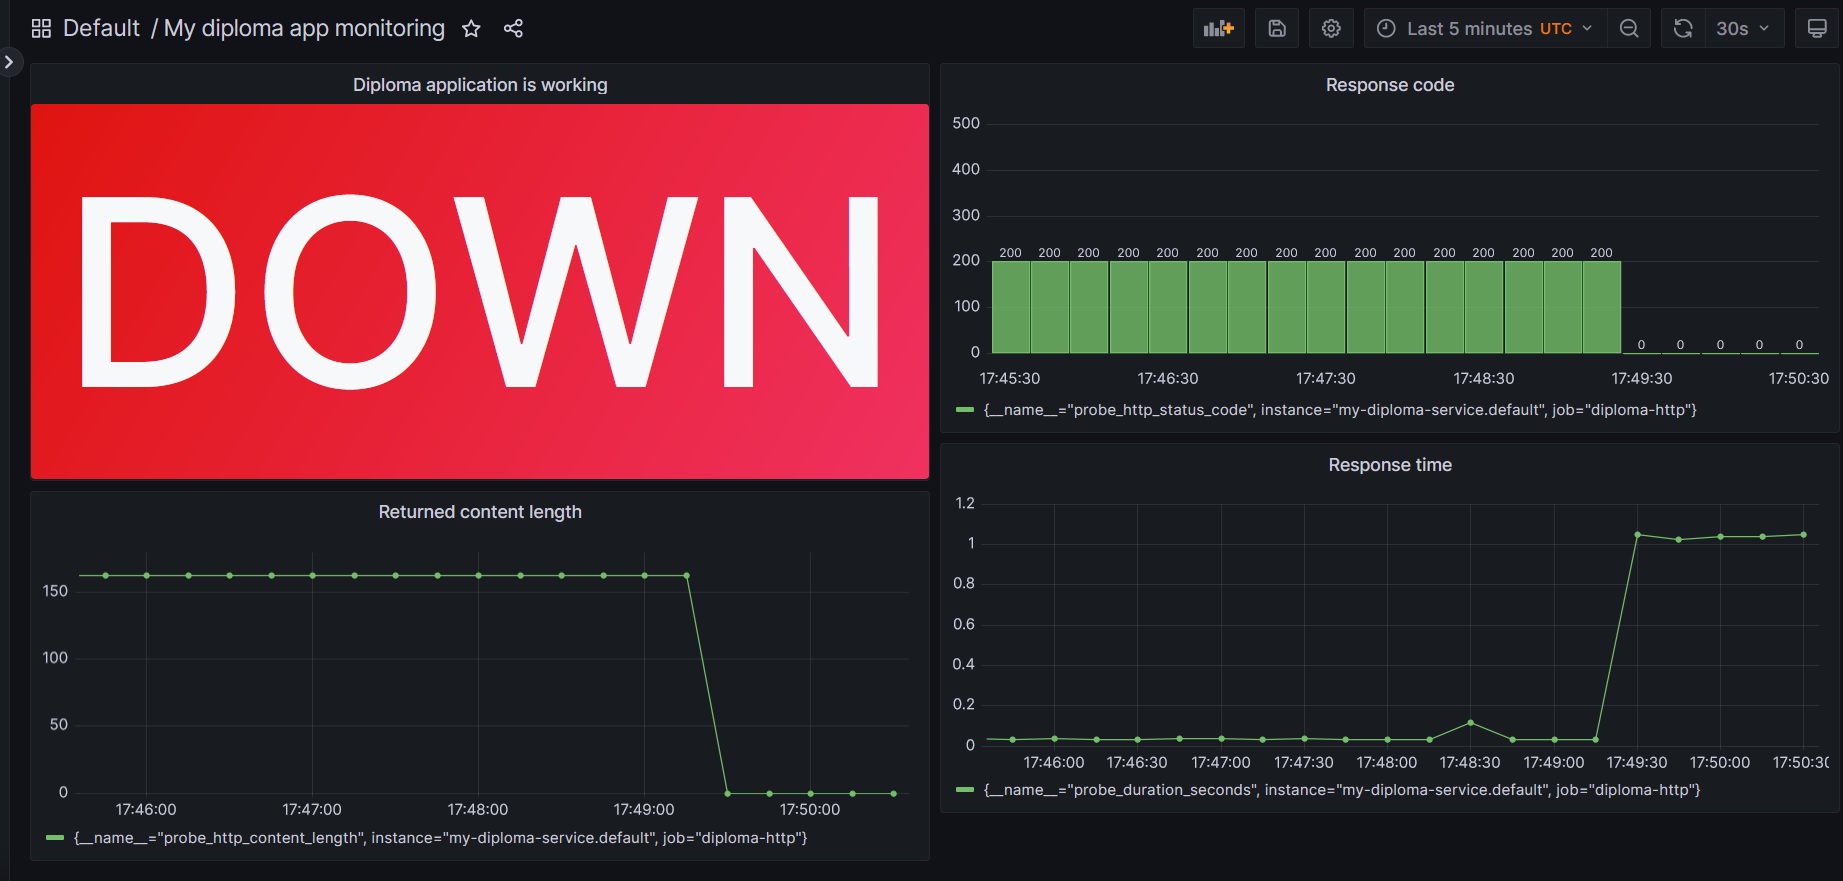 Default / My diploma app monitoring
Last 5 minutes UTC
30s
Diploma application is working
DOWN
Response code
500
400
300
200
100
0
200 200 200 200 200 200 200 200 200 200 200 200 200 200 200 200
0 0 0 0 0
17:45:30 17:46:30 17:47:30 17:48:30 17:49:30 17:50:30
{__name__="probe_http_status_code", instance="my-diploma-service.default", job="diploma-http"}
Returned content length
150
100
50
0
17:46:00 17:47:00 17:48:00 17:49:00 17:50:00
{__name__="probe_http_content_length", instance="my-diploma-service.default", job="diploma-http"}
Response time
1.2
1
0.8
0.6
0.4
0.2
0
17:46:00 17:46:30 17:47:00 17:47:30 17:48:00 17:48:30 17:49:00 17:49:30 17:50:00 17:50:30
{__name__="probe_duration_seconds", instance="my-diploma-service.default", job="diploma-http"}